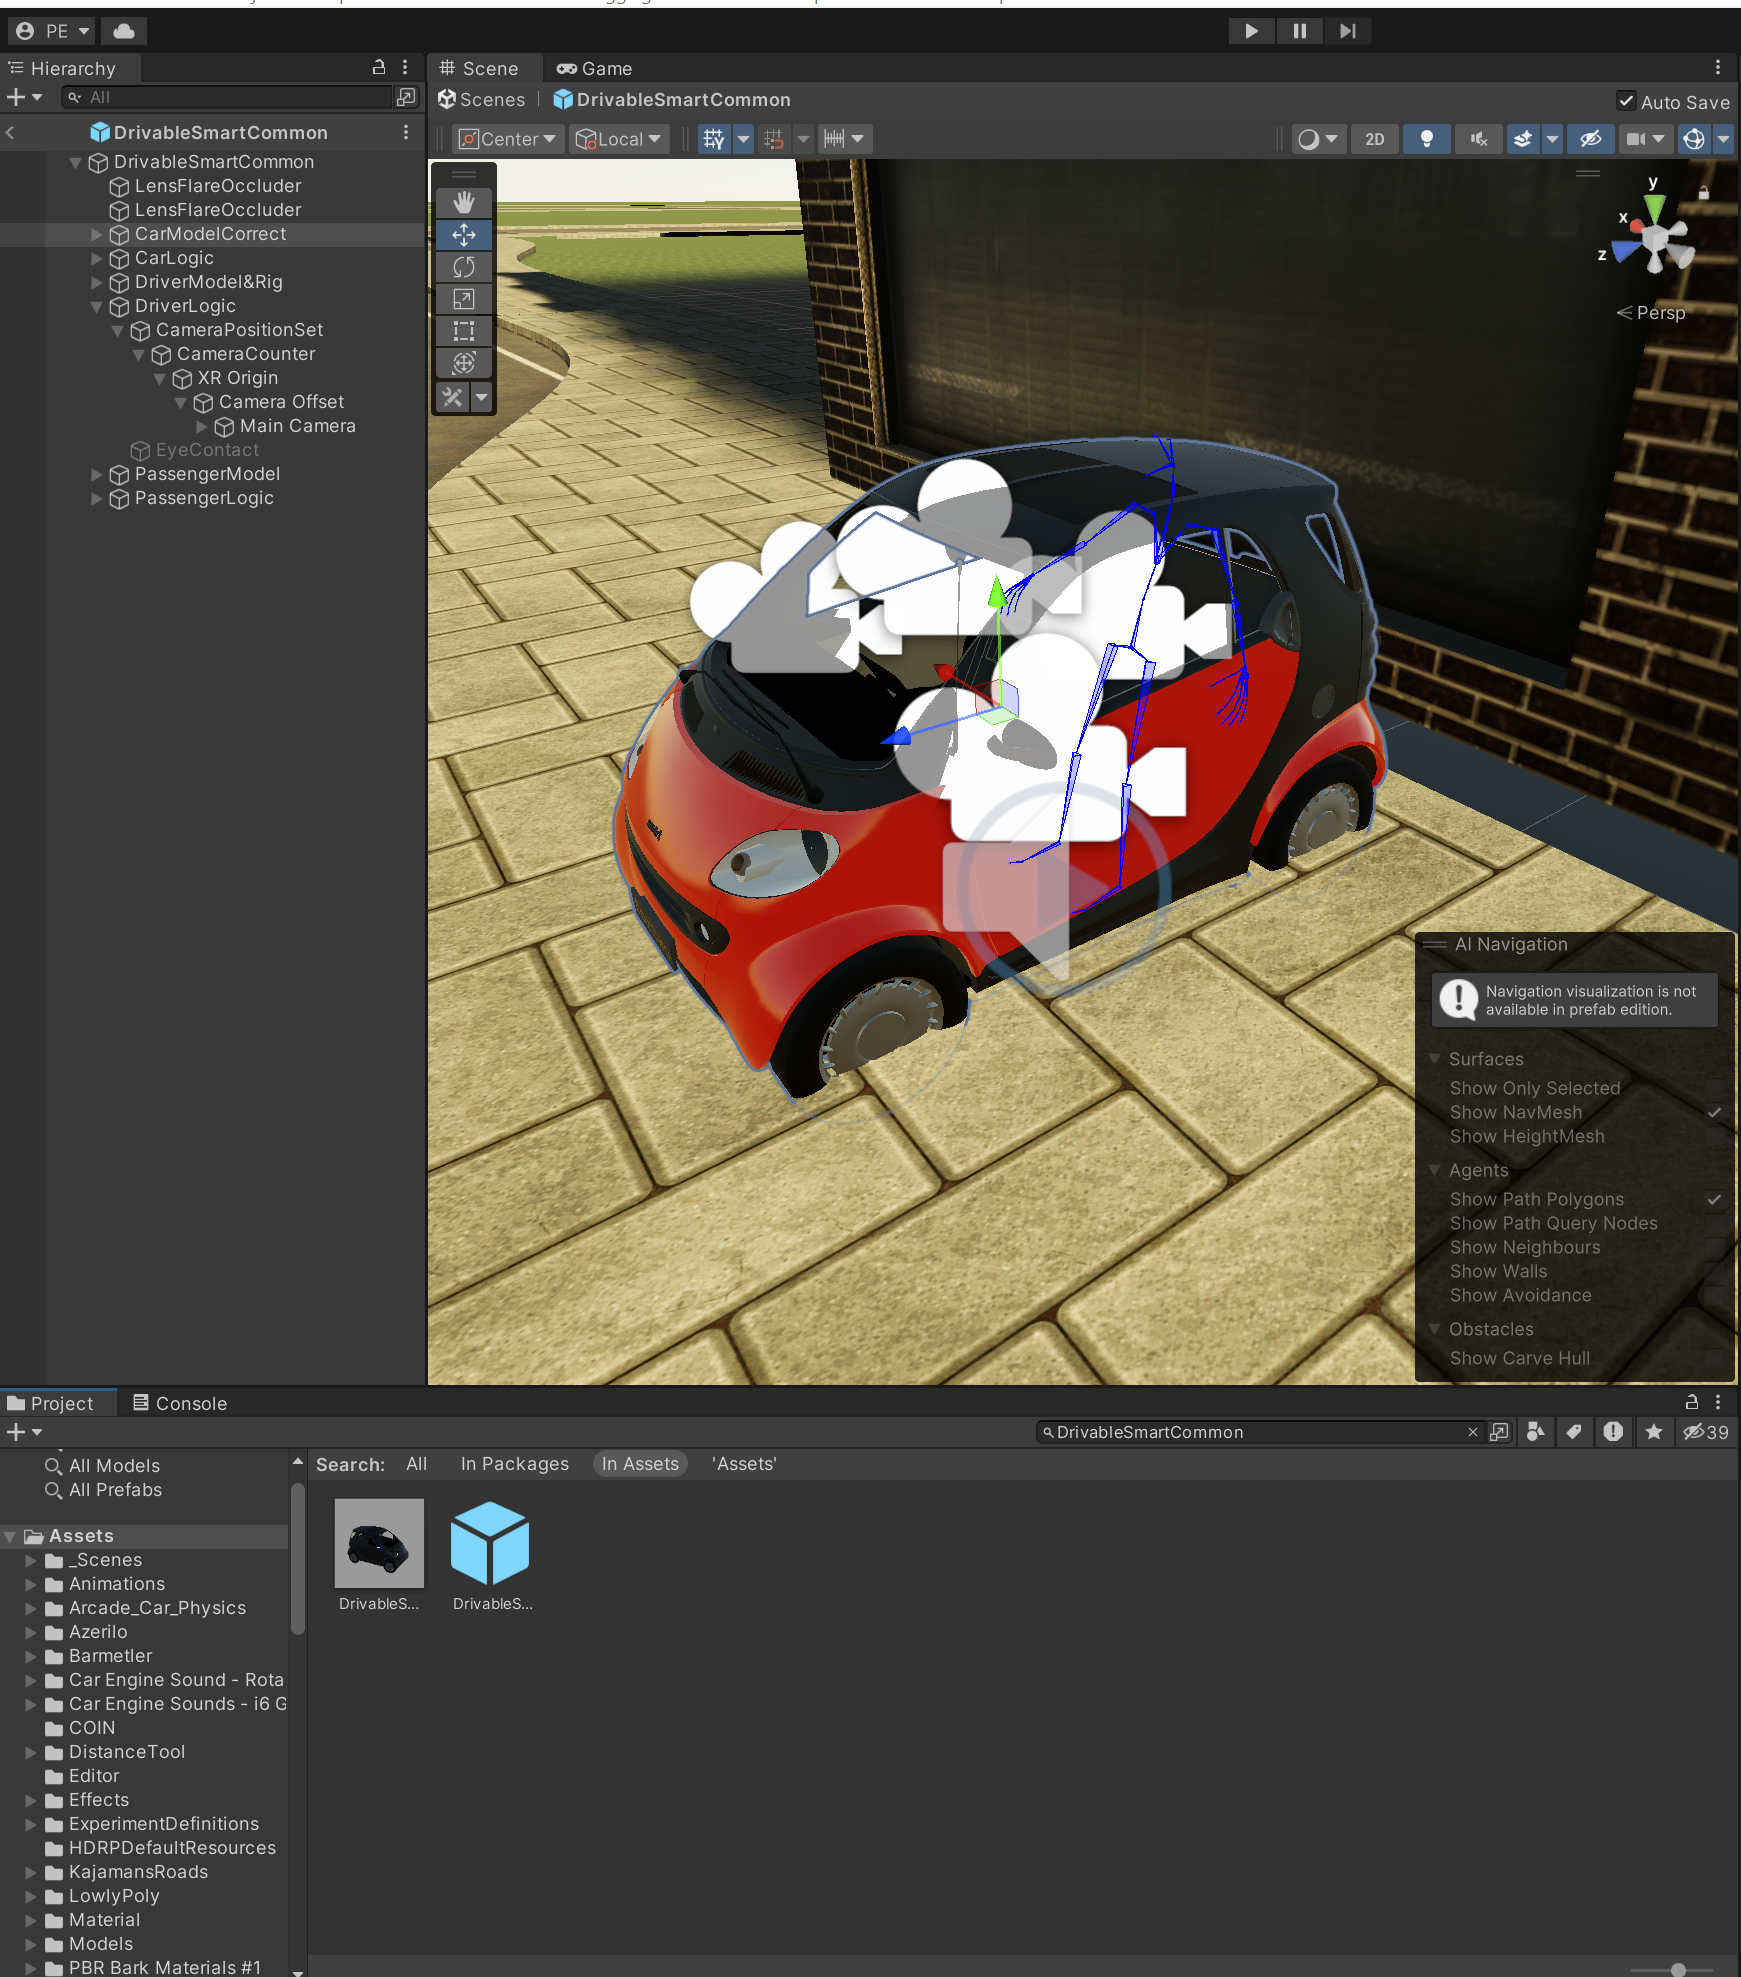 PE
Hierarchy
All
DrivableSmartCommon
DrivableSmartCommon
LensFlareOccluder
LensFlareOccluder
CarModelCorrect
CarLogic
DriverModel&Rig
DriverLogic
CameraPositionSet
CameraCounter
XR Origin
Camera Offset
Main Camera
EyeContact
PassengerModel
PassengerLogic
Scene
Game
Scenes
DrivableSmartCommon
Auto Save
Center
Local
2D
y
x
z
Persp
AI Navigation
Navigation visualization is not
available in prefab edition.
Surfaces
Show Only Selected
Show NavMesh
Show HeightMesh
Agents
Show Path Polygons
Show Path Query Nodes
Show Neighbours
Show Walls
Show Avoidance
Obstacles
Show Carve Hull
Project
Console
DrivableSmartCommon
39
All Models
All Prefabs
Assets
_Scenes
Animations
Arcade_Car_Physics
Azerilo
Barmetler
Car Engine Sound - Rota
Car Engine Sounds - i6 G
COIN
DistanceTool
Editor
Effects
ExperimentDefinitions
HDRPDefaultResources
KajamansRoads
LowlyPoly
Material
Models
PBR Bark Materials #1
Search:
All
In Packages
In Assets
'Assets'
DrivableS...
DrivableS...